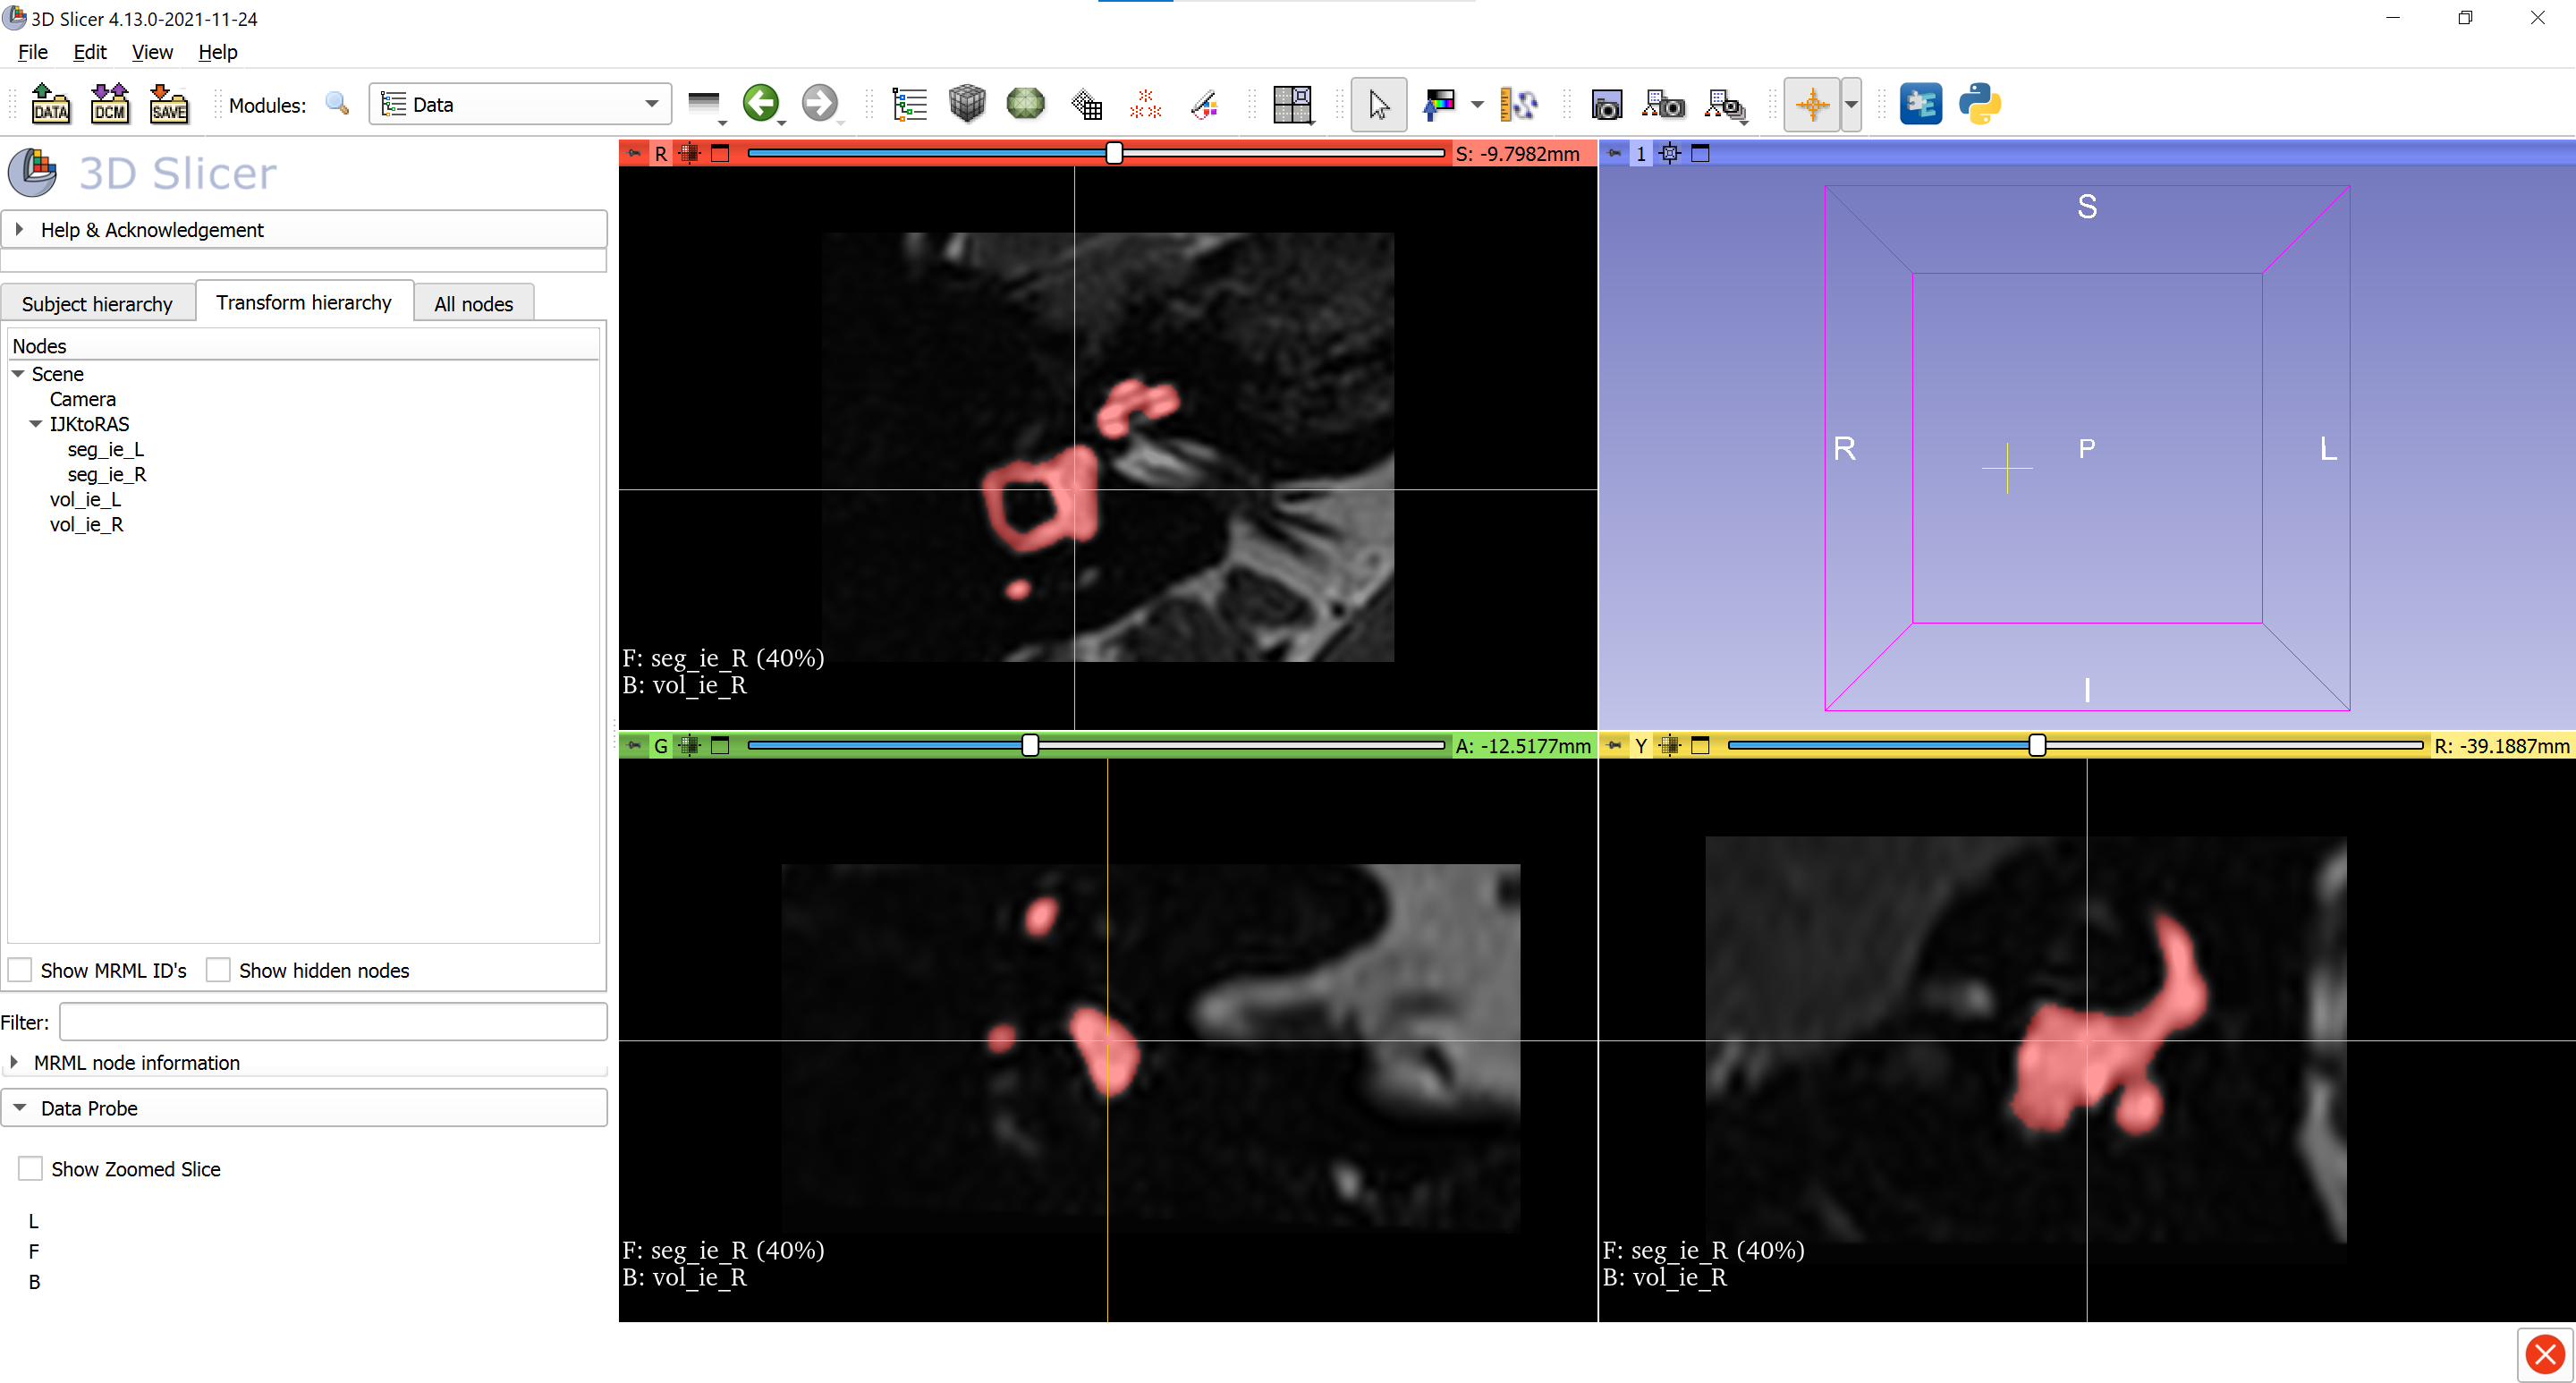 3D Slicer 4.13.0-2021-11-24
File Edit View Help
DATA DCM SAVE Modules: Data
3D Slicer
Help & Acknowledgement
Subject hierarchy Transform hierarchy All nodes
Nodes
Scene
Camera
IJKtoRAS
seg_ie_L
seg_ie_R
vol_ie_L
vol_ie_R
Show MRML ID's Show hidden nodes
Filter:
MRML node information
Data Probe
Show Zoomed Slice
L
F
B
R S: -9.7982mm
F: seg_ie_R (40%)
B: vol_ie_R
1
S
R P L
I
G A: -12.5177mm
F: seg_ie_R (40%)
B: vol_ie_R
Y R: -39.1887mm
F: seg_ie_R (40%)
B: vol_ie_R